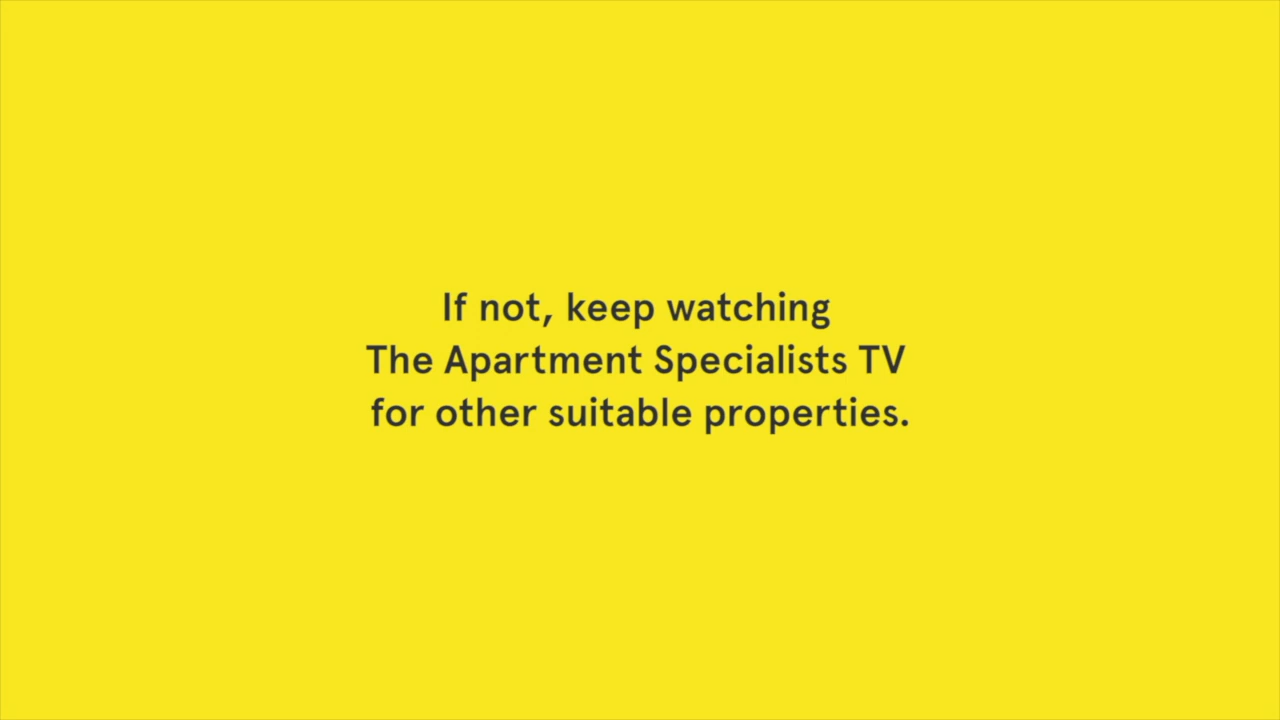 If not, keep watching
The Apartment Specialists TV
for other suitable properties.